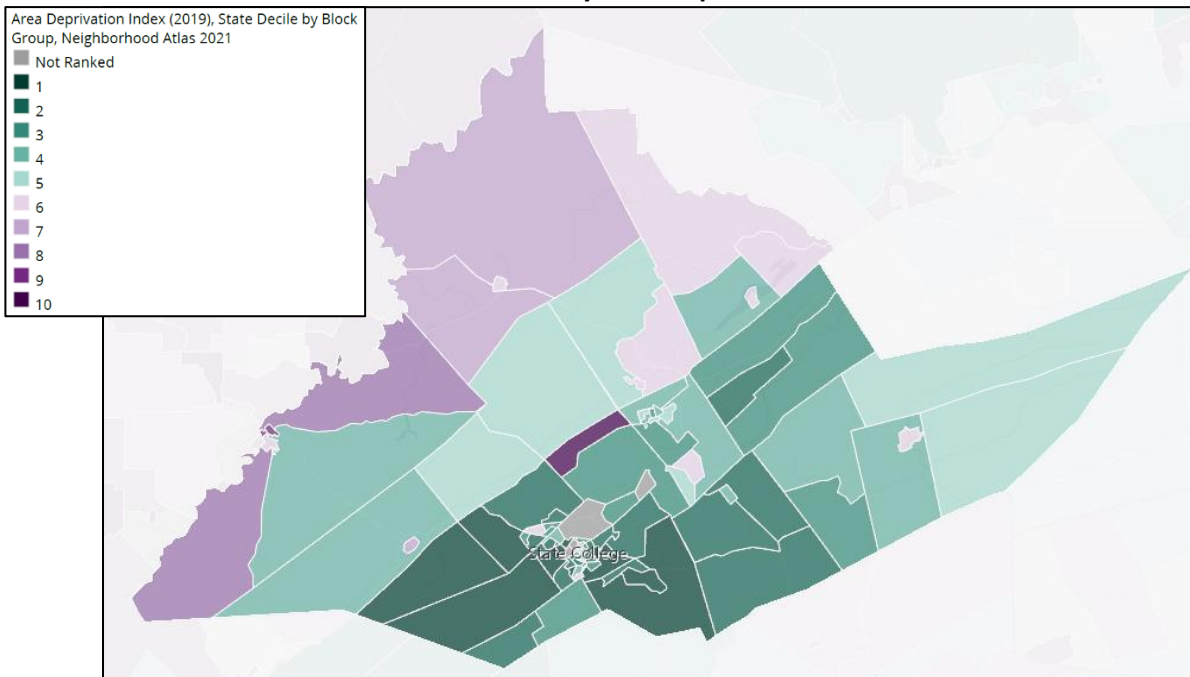 Area Deprivation Index (2019), State Decile by Block
Group, Neighborhood Atlas 2021
Not Ranked
1
2
3
4
5
6
7
8
9
10
State College